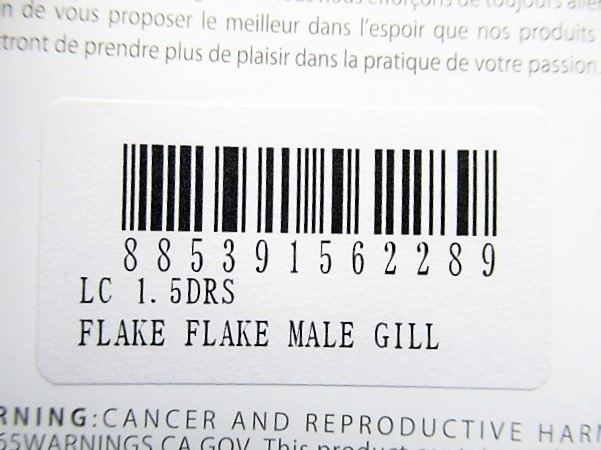 n de vous proposer le meilleur dans l'espoir que nos produits
ttront de prendre plus de plaisir dans la pratique de votre passion.
885391562289
LC 1.5DRS
FLAKE FLAKE MALE GILL
RNING:CANCER AND REPRODUCTIVE HARM
65WARNINGS.CA.GOV. This product